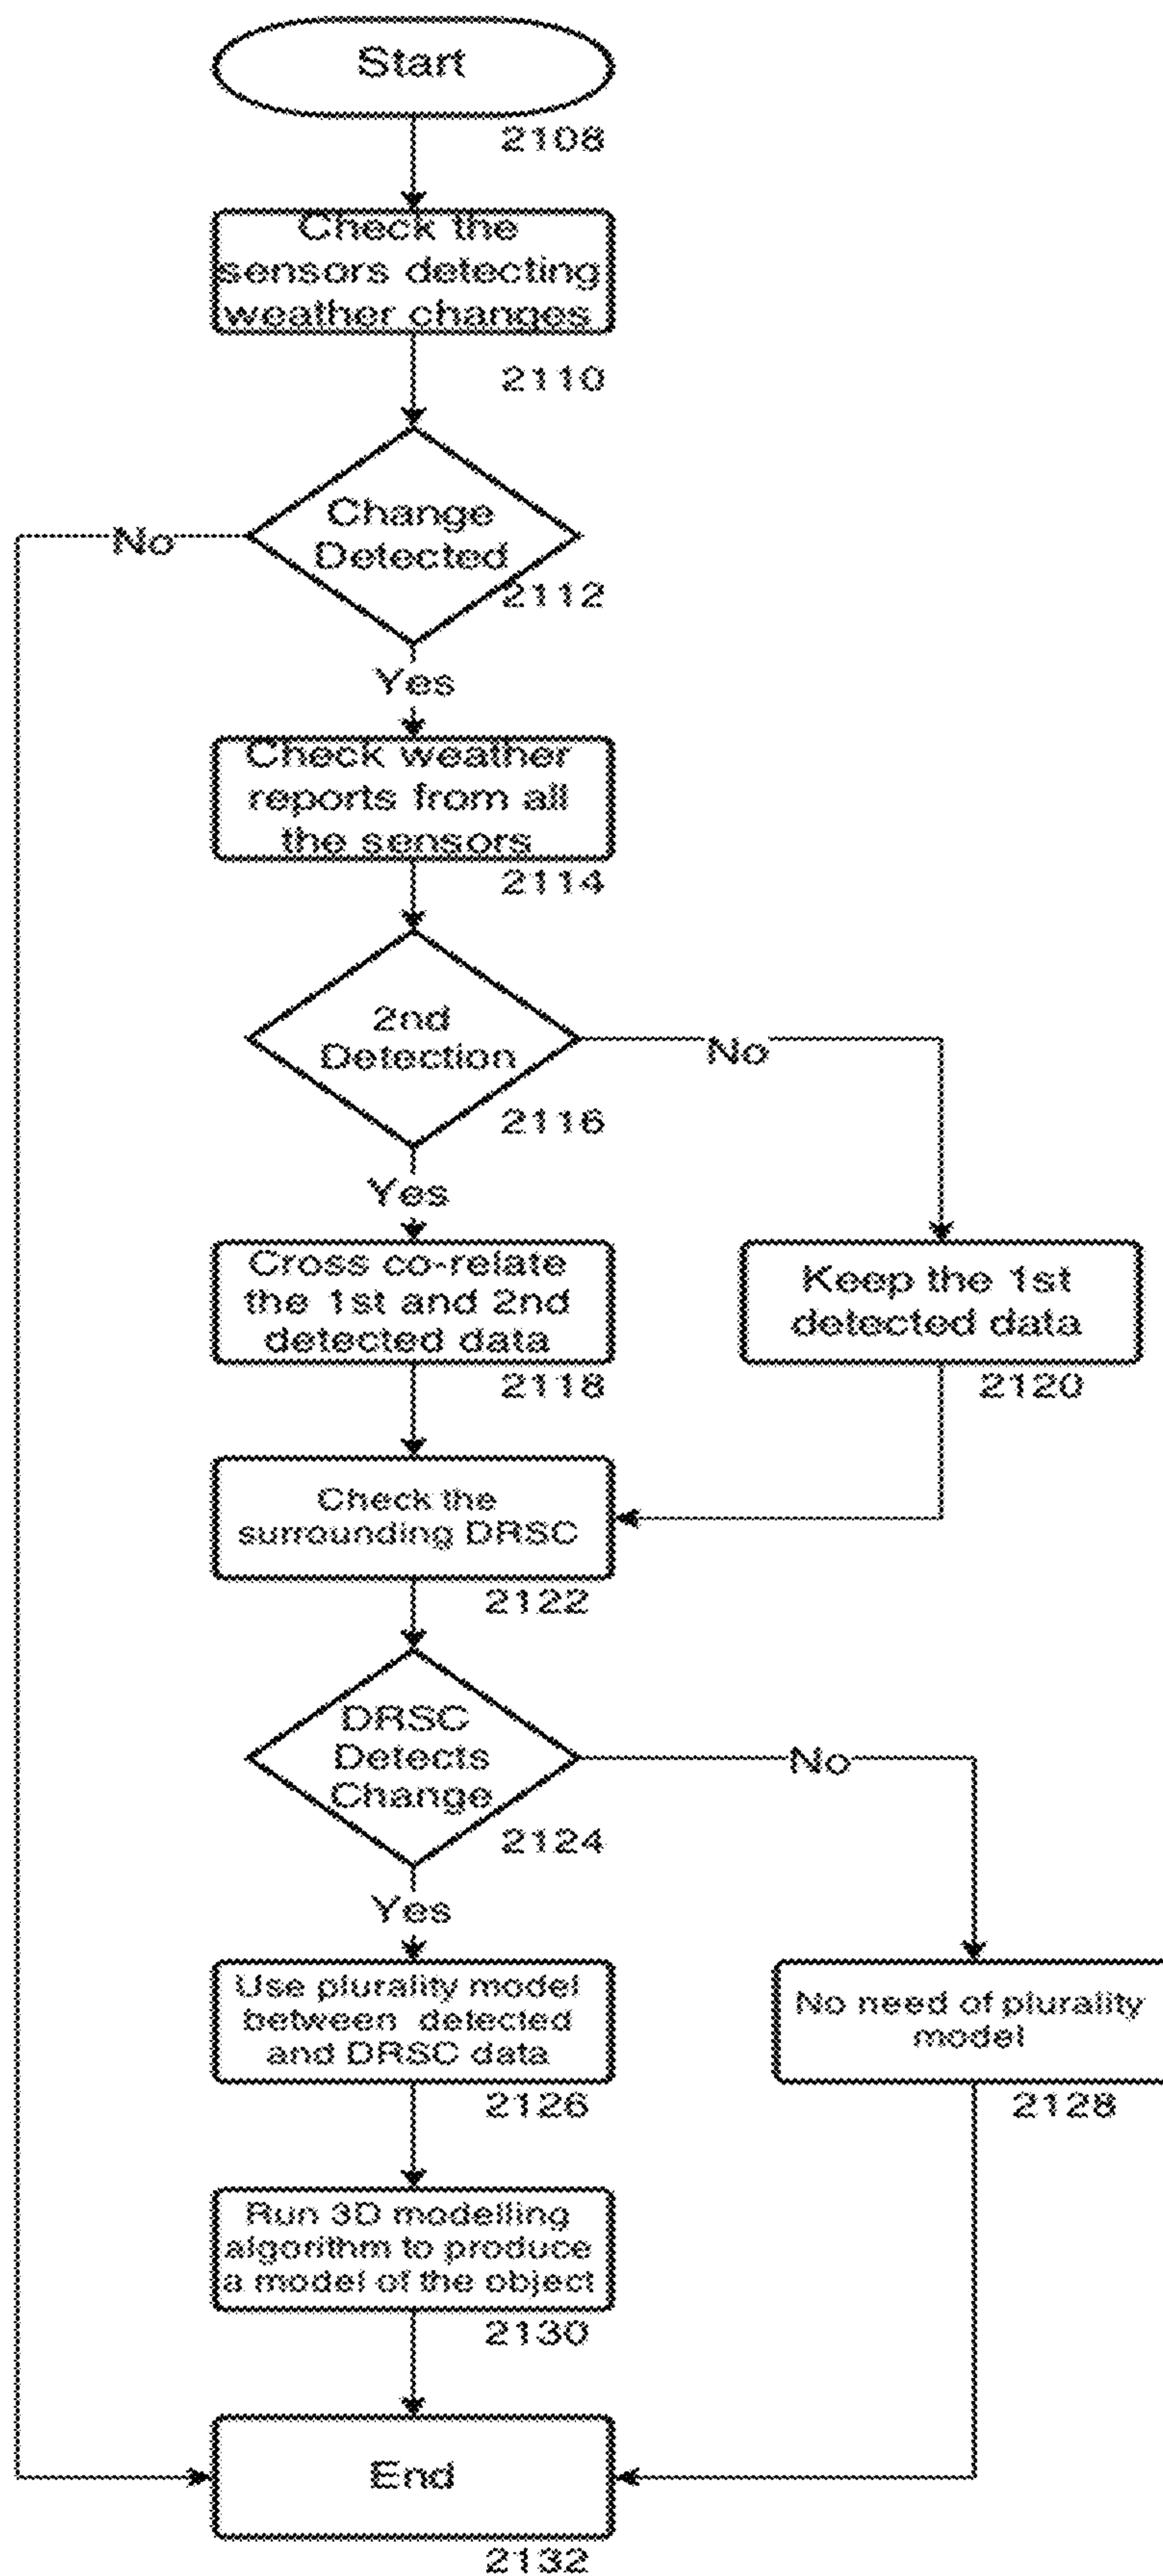 Start
2108
Check the
sensors detecting
weather changes
2110
Change
Detected
2112
No
Yes
Check weather
reports from all
the sensors
2114
2nd
Detection
2116
No
Yes
Cross co-relate
the 1st and 2nd
detected data
2118
Keep the 1st
detected data
2120
Check the
surrounding DRSC
2122
DRSC
Detects
Change
2124
No
Yes
Use plurality model
between detected
and DRSC data
2126
No need of plurality
model
2128
Run 3D modelling
algorithm to produce
a model of the object
2130
End
2132